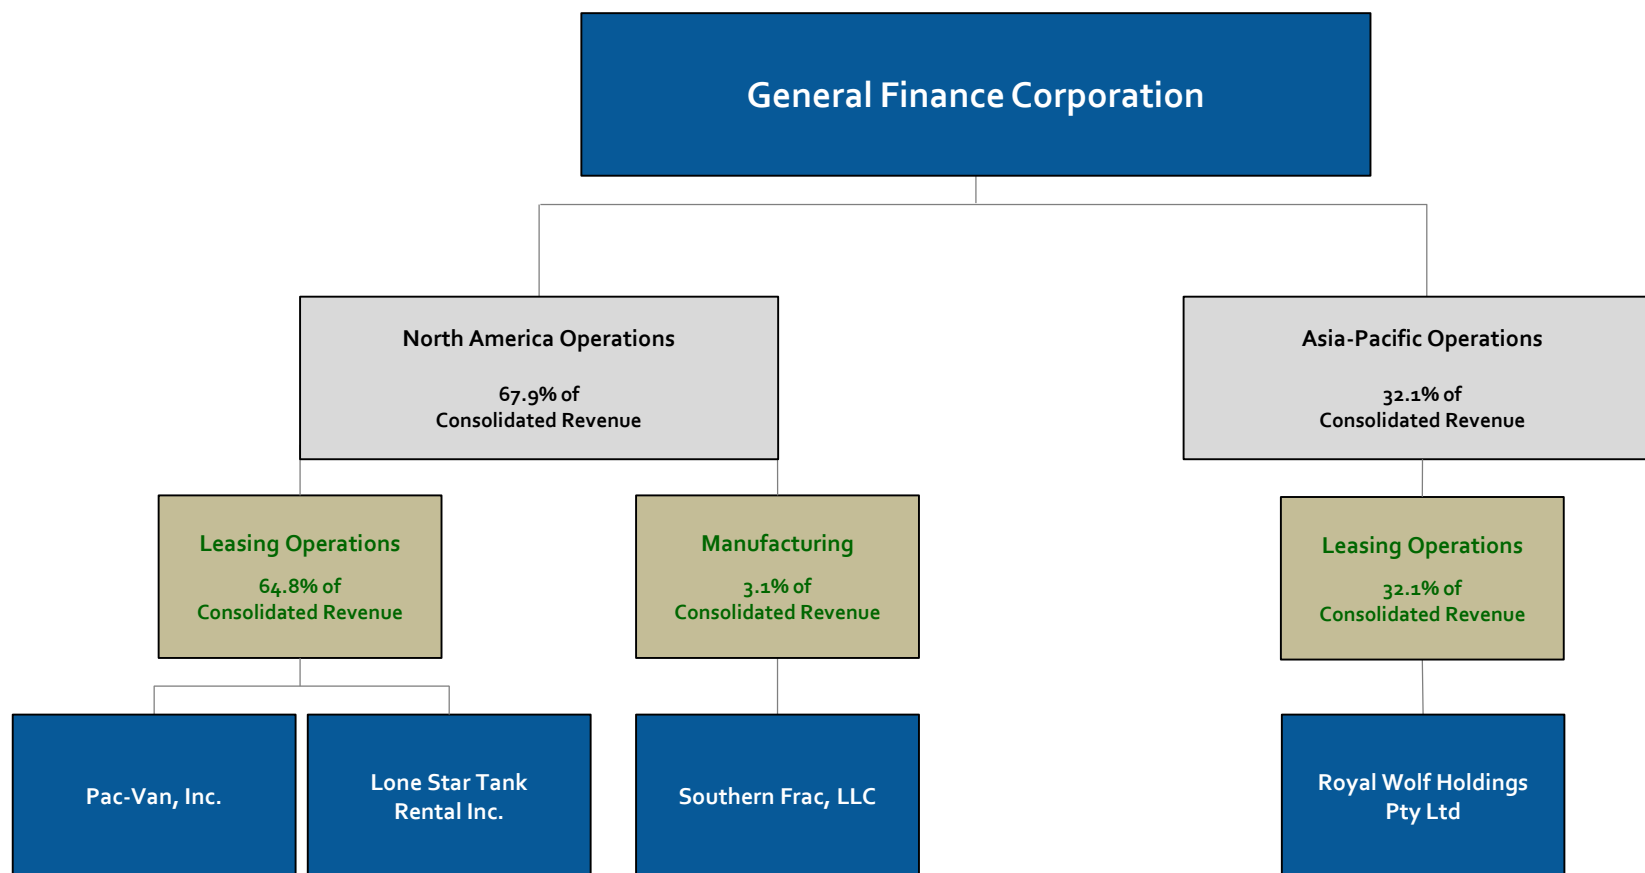 General Finance Corporation
North America Operations
67.9% of
Consolidated Revenue
Asia-Pacific Operations
32.1% of
Consolidated Revenue
Leasing Operations
64.8% of
Consolidated Revenue
Manufacturing
3.1% of
Consolidated Revenue
Leasing Operations
32.1% of
Consolidated Revenue
Pac-Van, Inc.
Lone Star Tank
Rental Inc.
Southern Frac, LLC
Royal Wolf Holdings
Pty Ltd